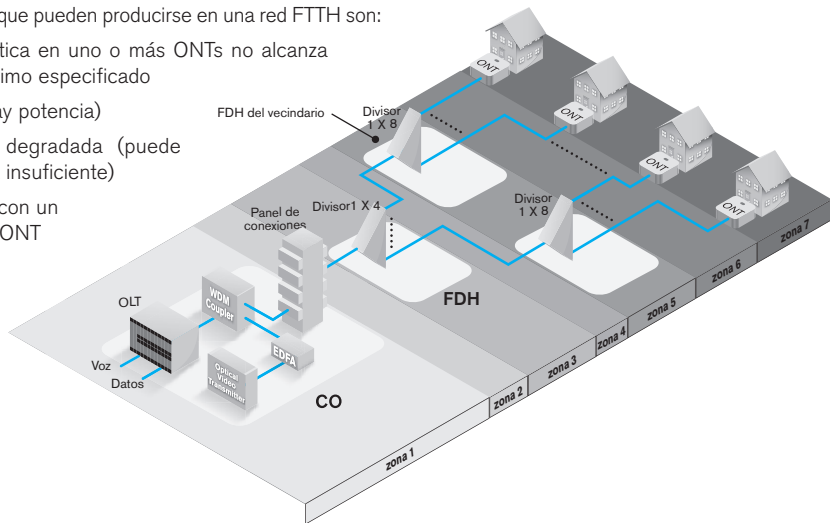 que pueden producirse en una red FTTH son:
tica en uno o más ONTs no alcanza
imo especificado
ay potencia)
degradada (puede
insuficiente)
con un
ONT
FDH del vecindario
Divisor
1 X 8
ONT
ONT
ONT
ONT
Divisor
1 X 8
Panel de
conexiones
Divisor1 X 4
FDH
OLT
WDM
Coupler
EDFA
Optical
Video
Transmitter
Voz
Datos
CO
zona 1
zona 2
zona 3
zona 4
zona 5
zona 6
zona 7